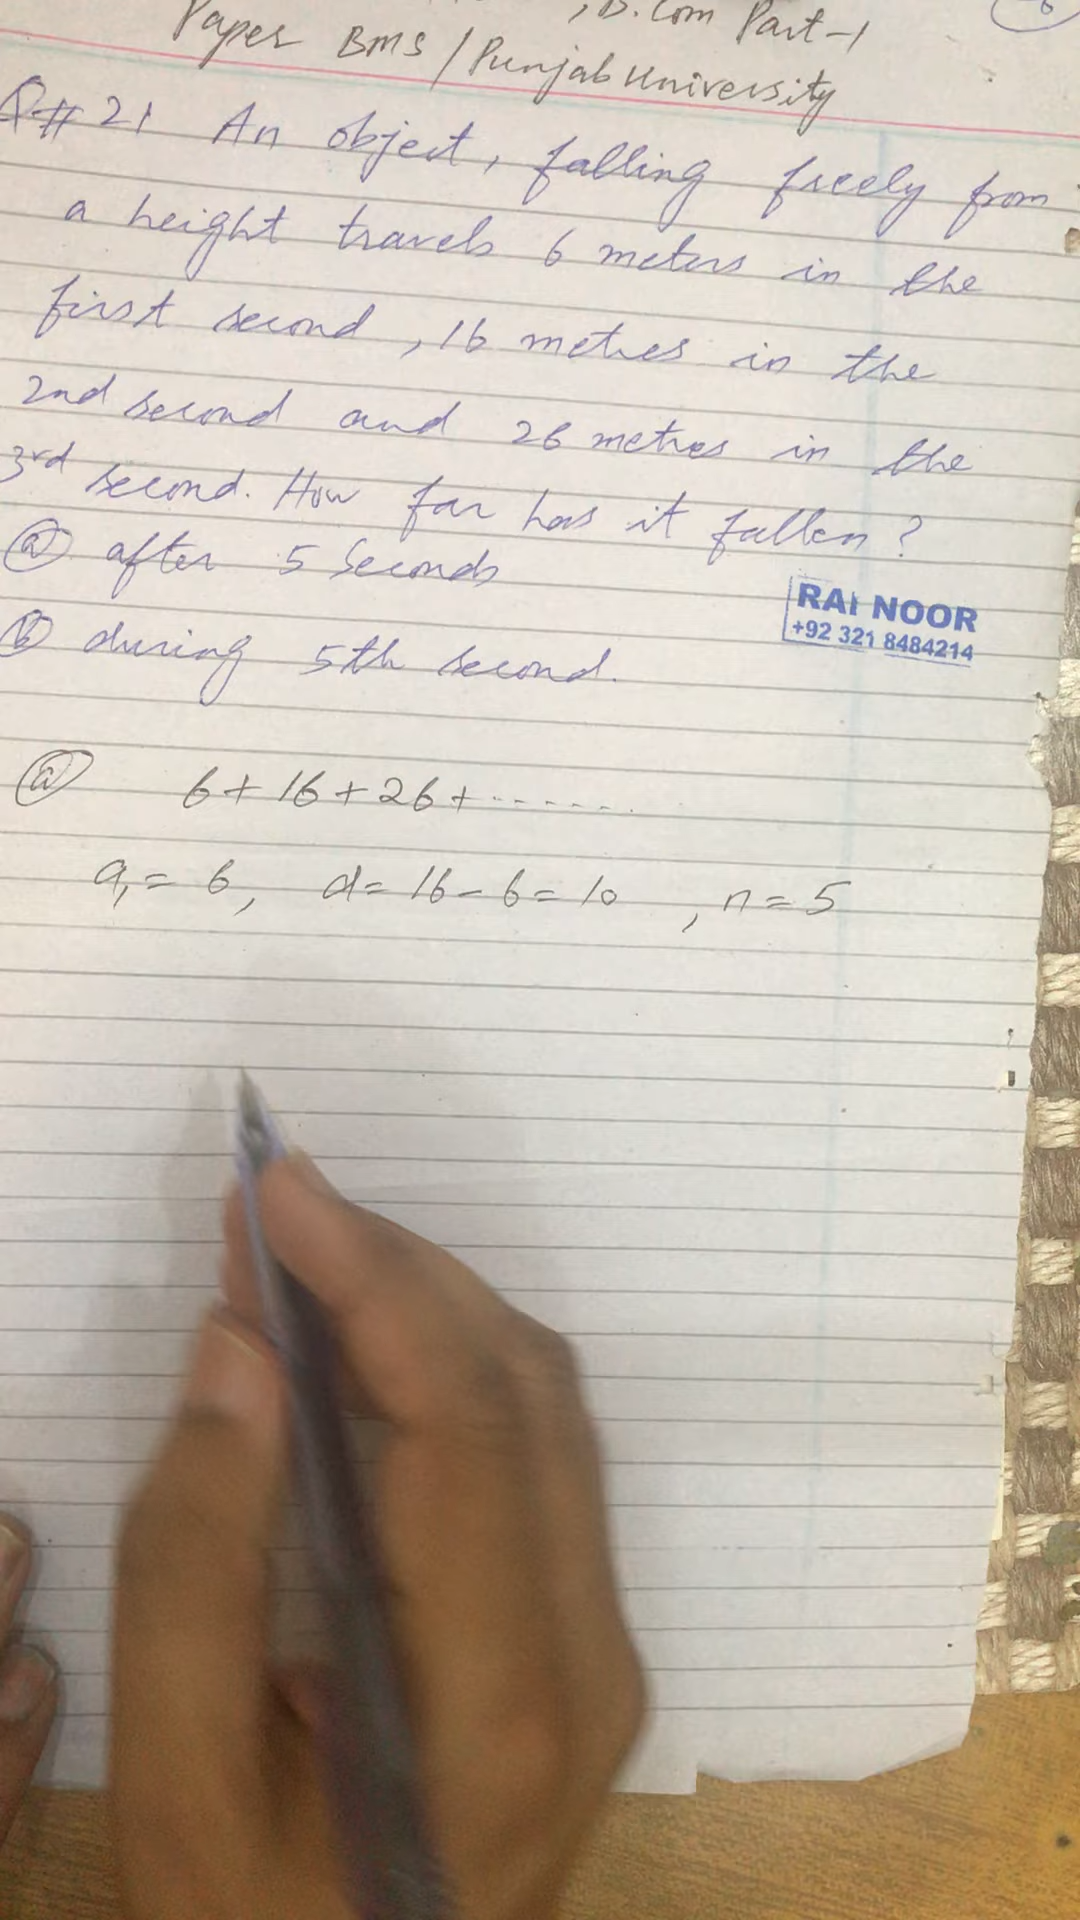 , B.Com Part-1
Paper BMS / Punjab University
Q # 21 An object, falling freely from
a height travels 6 meters in the
first second, 16 metres in the
2nd second and 26 metres in the
3rd second. How far has it fallen?
(a) after 5 Seconds
RAI NOOR
+92 321 8484214
(b) during 5th second.
(a) 6+16+26+.......
a₁= 6, d=16-6=10, n=5